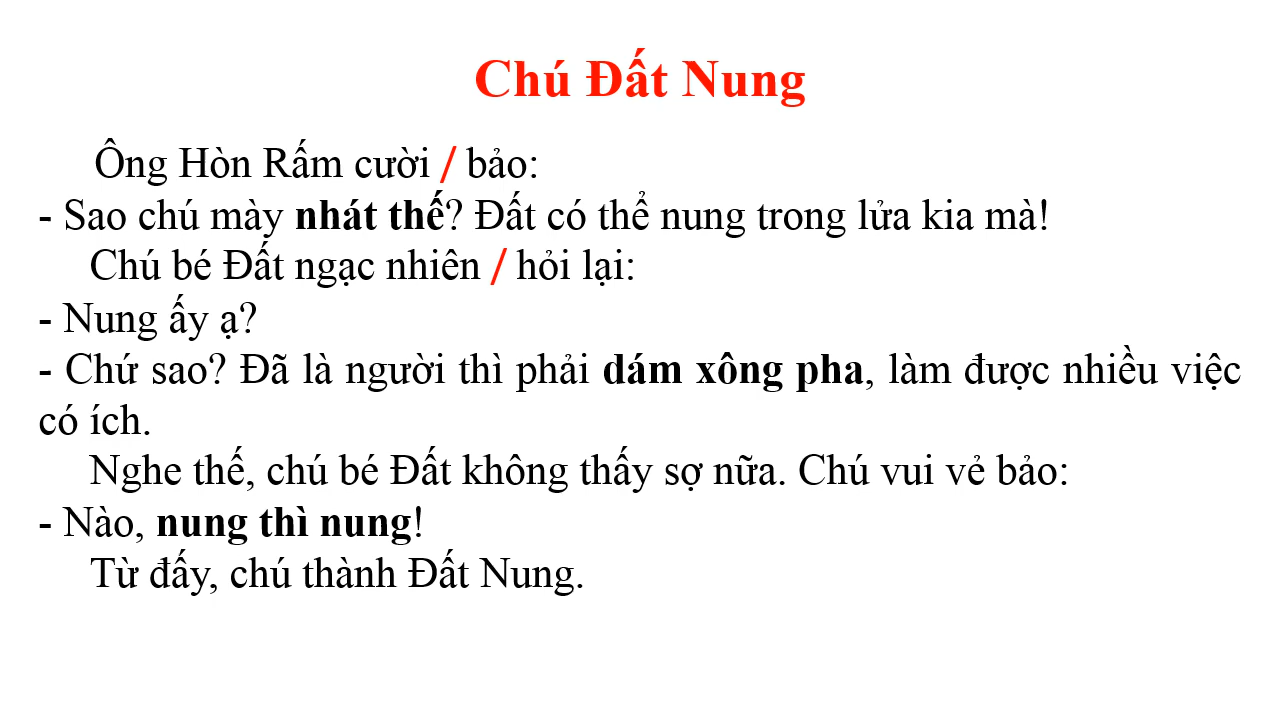 Chú Đất Nung
Ông Hòn Rấm cười / bảo:
- Sao chú mày nhát thế? Đất có thể nung trong lửa kia mà!
Chú bé Đất ngạc nhiên / hỏi lại:
- Nung ấy ạ?
- Chứ sao? Đã là người thì phải dám xông pha, làm được nhiều việc
có ích.
Nghe thế, chú bé Đất không thấy sợ nữa. Chú vui vẻ bảo:
- Nào, nung thì nung!
Từ đấy, chú thành Đất Nung.